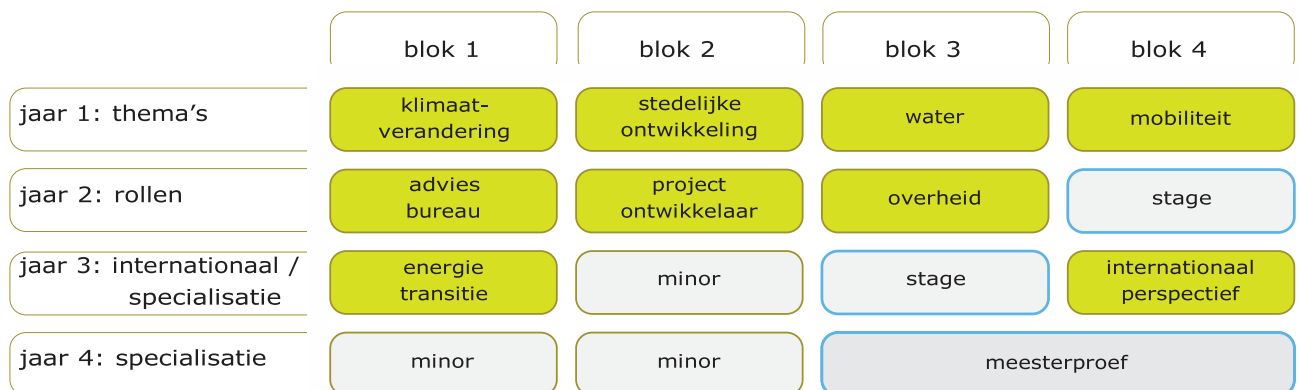 blok 1
blok 2
blok 3
blok 4
jaar 1: thema's
klimaat-
verandering
stedelijke
ontwikkeling
water
mobiliteit
jaar 2: rollen
advies
bureau
project
ontwikkelaar
overheid
stage
jaar 3: internationaal /
specialisatie
energie
transitie
minor
stage
internationaal
perspectief
jaar 4: specialisatie
minor
minor
meesterproef